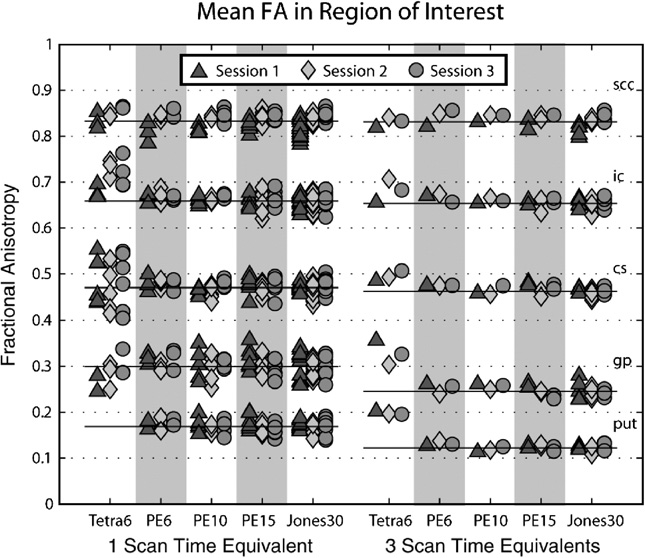 Mean FA in Region of Interest
Session 1 Session 2 Session 3
Fractional Anisotropy
1
0.9
0.8
0.7
0.6
0.5
0.4
0.3
0.2
0.1
0
scc
ic
cs
gp
put
Tetra6 PE6 PE10 PE15 Jones30 Tetra6 PE6 PE10 PE15 Jones30
1 Scan Time Equivalent 3 Scan Time Equivalents